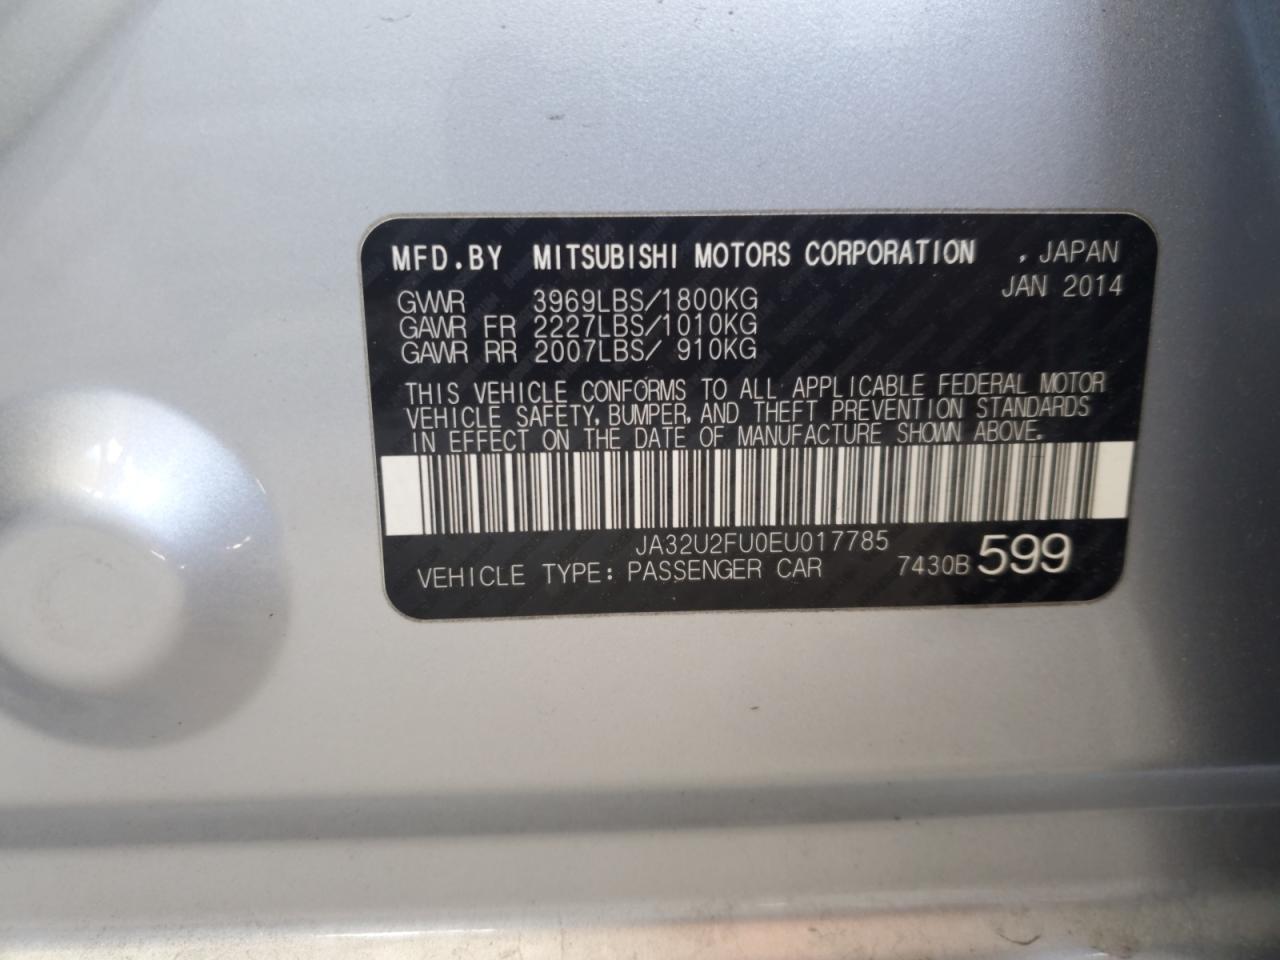 MFD.BY MITSUBISHI MOTORS CORPORATION , JAPAN
JAN 2014
GVWR 3969LBS/1800KG
GAWR FR 2227LBS/1010KG
GAWR RR 2007LBS/ 910KG
THIS VEHICLE CONFORMS TO ALL APPLICABLE FEDERAL MOTOR
VEHICLE SAFETY, BUMPER, AND THEFT PREVENTION STANDARDS
IN EFFECT ON THE DATE OF MANUFACTURE SHOWN ABOVE.
JA32U2FU0EU017785
VEHICLE TYPE: PASSENGER CAR 7430B 599